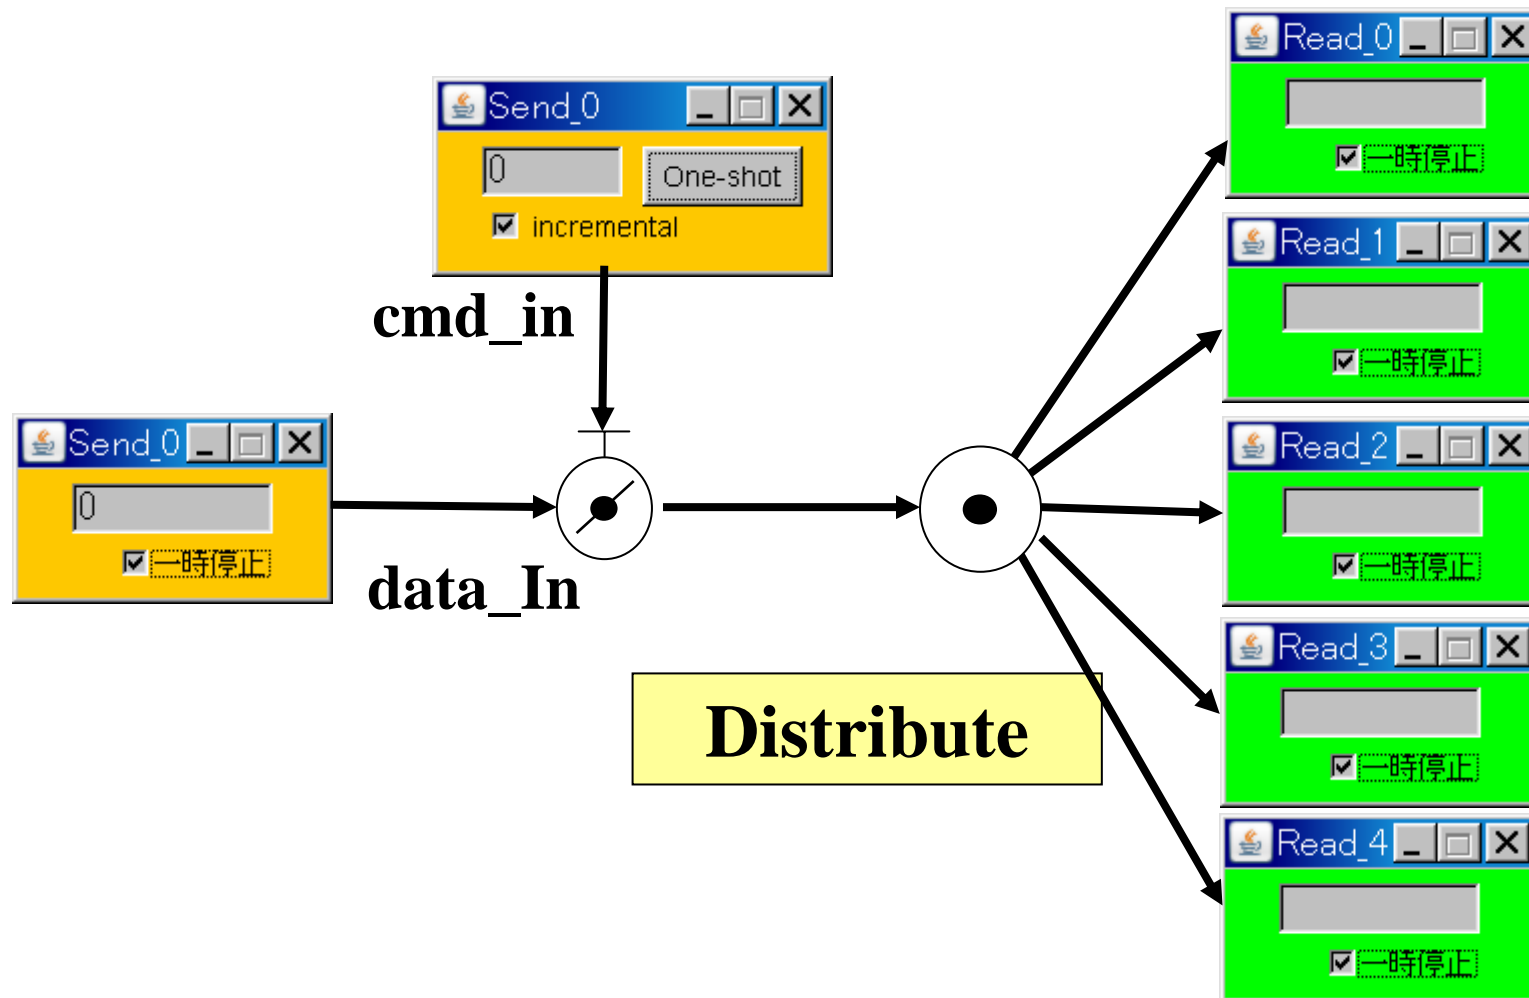 Send_0
0
One-shot
incremental
cmd_in
Send_0
0
一時停止
data_In
Distribute
Read_0
一時停止
Read_1
一時停止
Read_2
一時停止
Read_3
一時停止
Read_4
一時停止